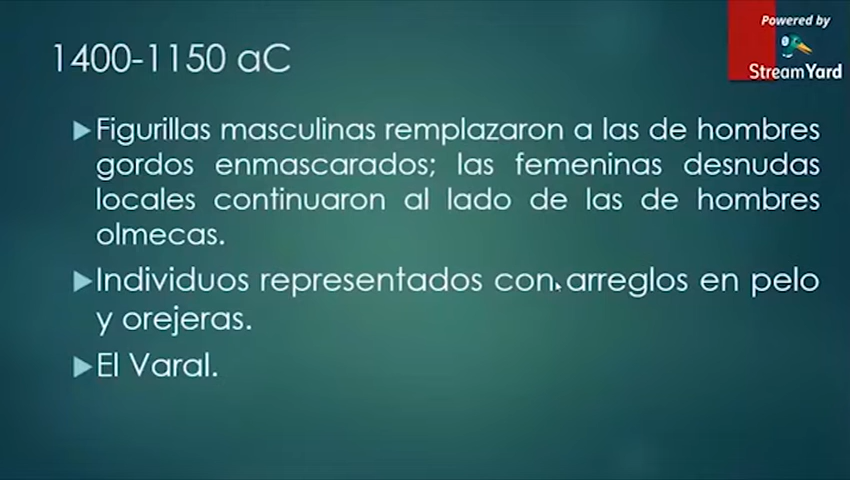 Powered by
StreamYard
1400-1150 aC
Figurillas masculinas remplazaron a las de hombres
gordos enmascarados; las femeninas desnudas
locales continuaron al lado de las de hombres
olmecas.
Individuos representados con arreglos en pelo
y orejeras.
El Varal.